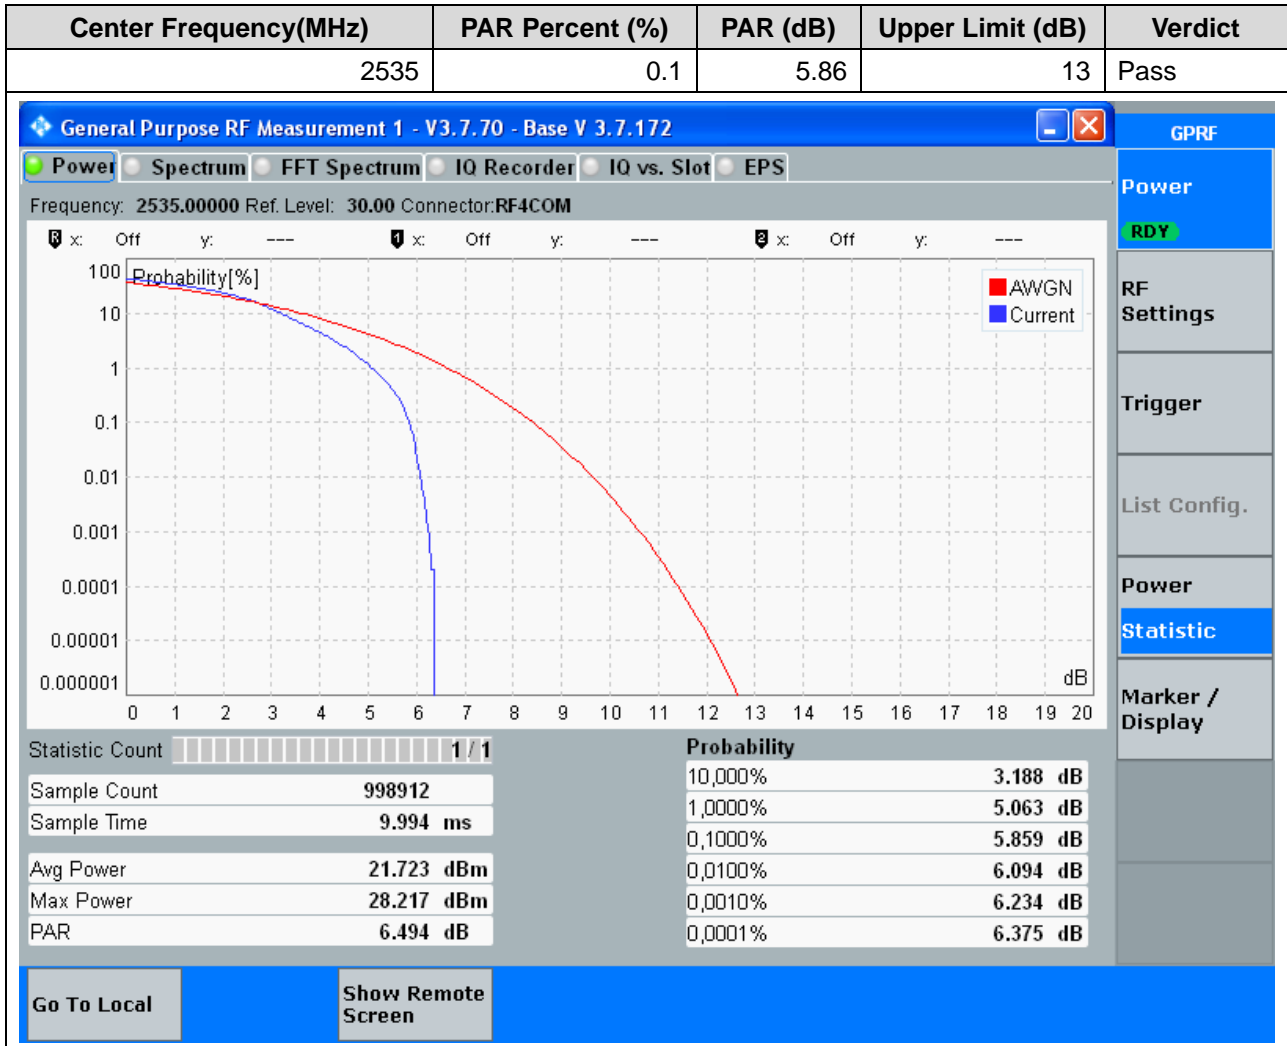 Center Frequency(MHz) PAR Percent (%) PAR (dB) Upper Limit (dB) Verdict
2535 0.1 5.86 13 Pass
General Purpose RF Measurement 1 - V3.7.70 - Base V 3.7.172
GPRF
Power Spectrum FFT Spectrum IQ Recorder IQ vs. Slot EPS
Power
RDY
Frequency: 2535.00000 Ref. Level: 30.00 Connector:RF4COM
R x: Off y: --- 1 x: Off y: --- 2 x: Off y: ---
Probability[%]
100
10
1
0.1
0.01
0.001
0.0001
0.00001
0.000001
AWGN
Current
dB
0 1 2 3 4 5 6 7 8 9 10 11 12 13 14 15 16 17 18 19 20
RF
Settings
Trigger
List Config.
Power
Statistic
Marker /
Display
Statistic Count 1 / 1
Sample Count 998912
Sample Time 9.994 ms
Avg Power 21.723 dBm
Max Power 28.217 dBm
PAR 6.494 dB
Probability
10,000% 3.188 dB
1,0000% 5.063 dB
0,1000% 5.859 dB
0,0100% 6.094 dB
0,0010% 6.234 dB
0,0001% 6.375 dB
Go To Local
Show Remote
Screen